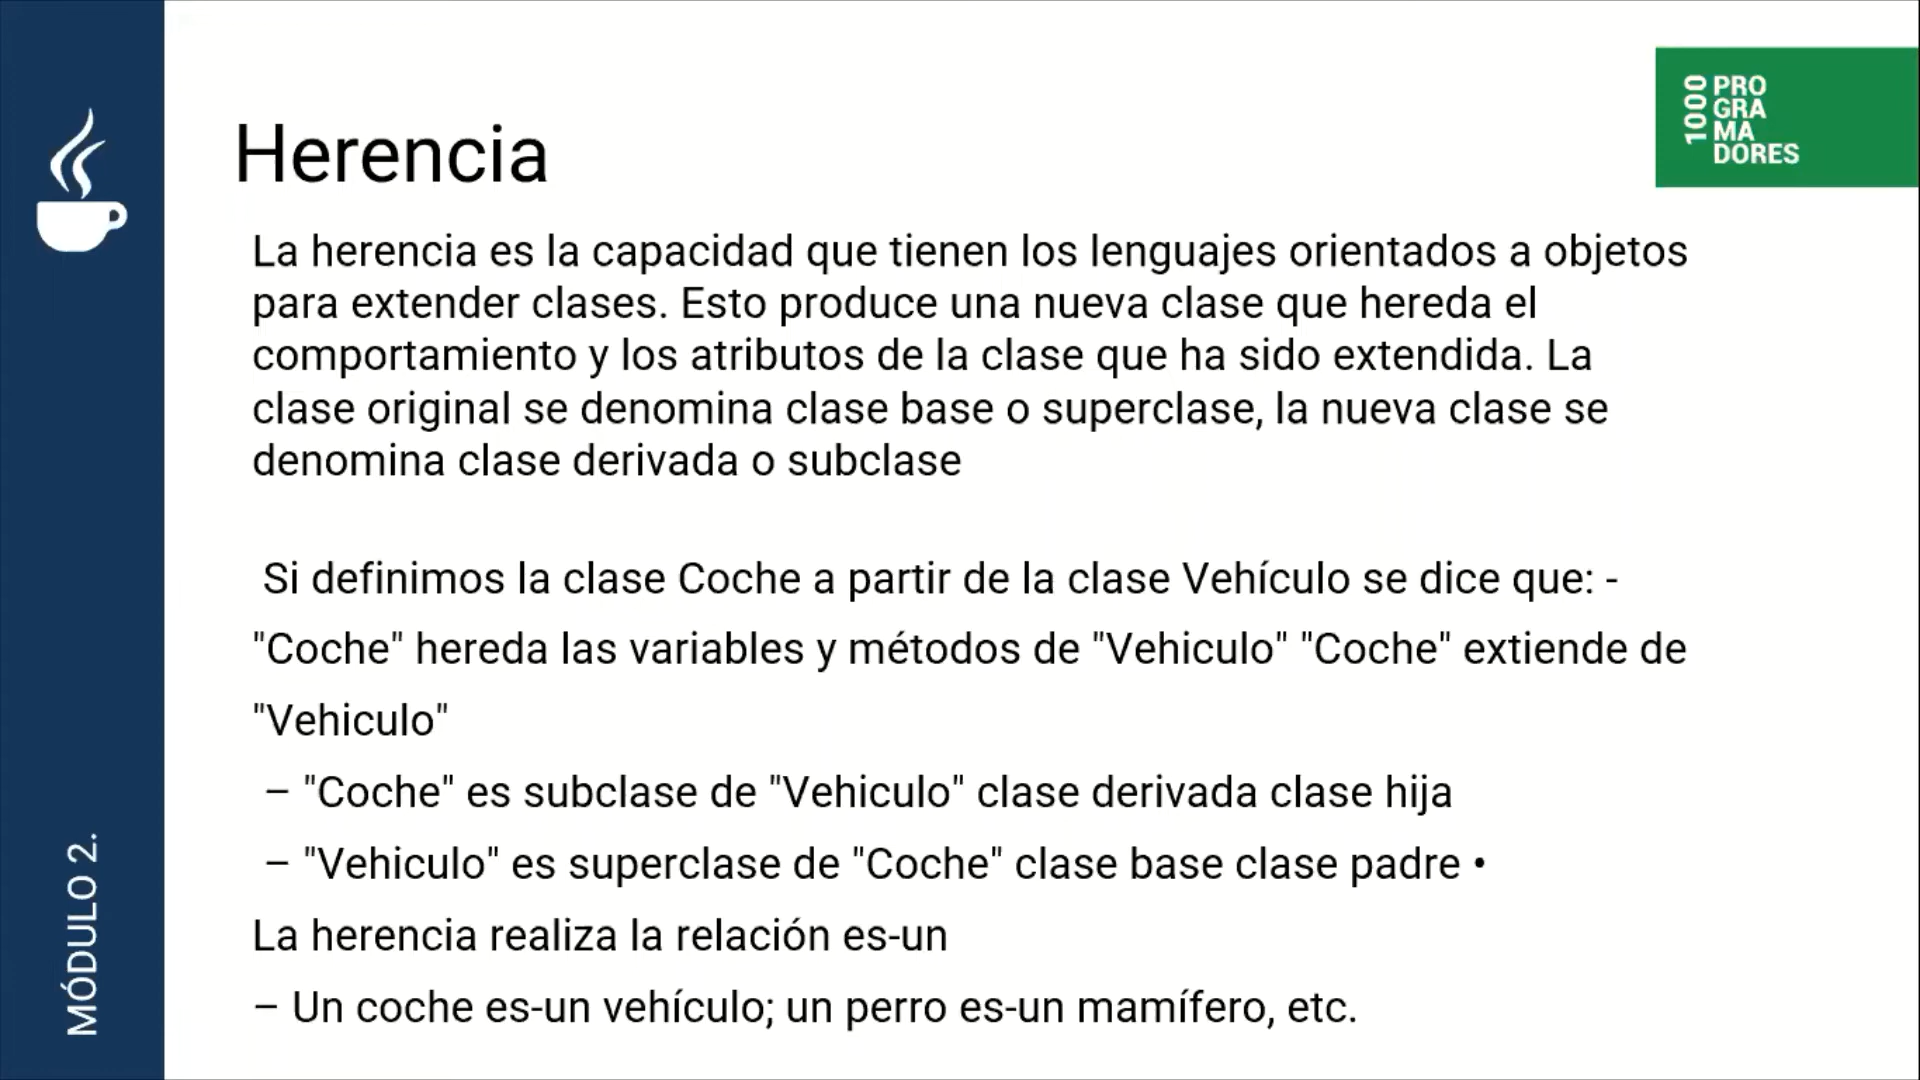 Herencia
1000
PRO
GRA
MA
DORES
La herencia es la capacidad que tienen los lenguajes orientados a objetos
para extender clases. Esto produce una nueva clase que hereda el
comportamiento y los atributos de la clase que ha sido extendida. La
clase original se denomina clase base o superclase, la nueva clase se
denomina clase derivada o subclase
Si definimos la clase Coche a partir de la clase Vehículo se dice que: -
"Coche" hereda las variables y métodos de "Vehiculo" "Coche" extiende de
"Vehiculo"
– "Coche" es subclase de "Vehiculo" clase derivada clase hija
– "Vehiculo" es superclase de "Coche" clase base clase padre •
La herencia realiza la relación es-un
– Un coche es-un vehículo; un perro es-un mamífero, etc.
MÓDULO 2.